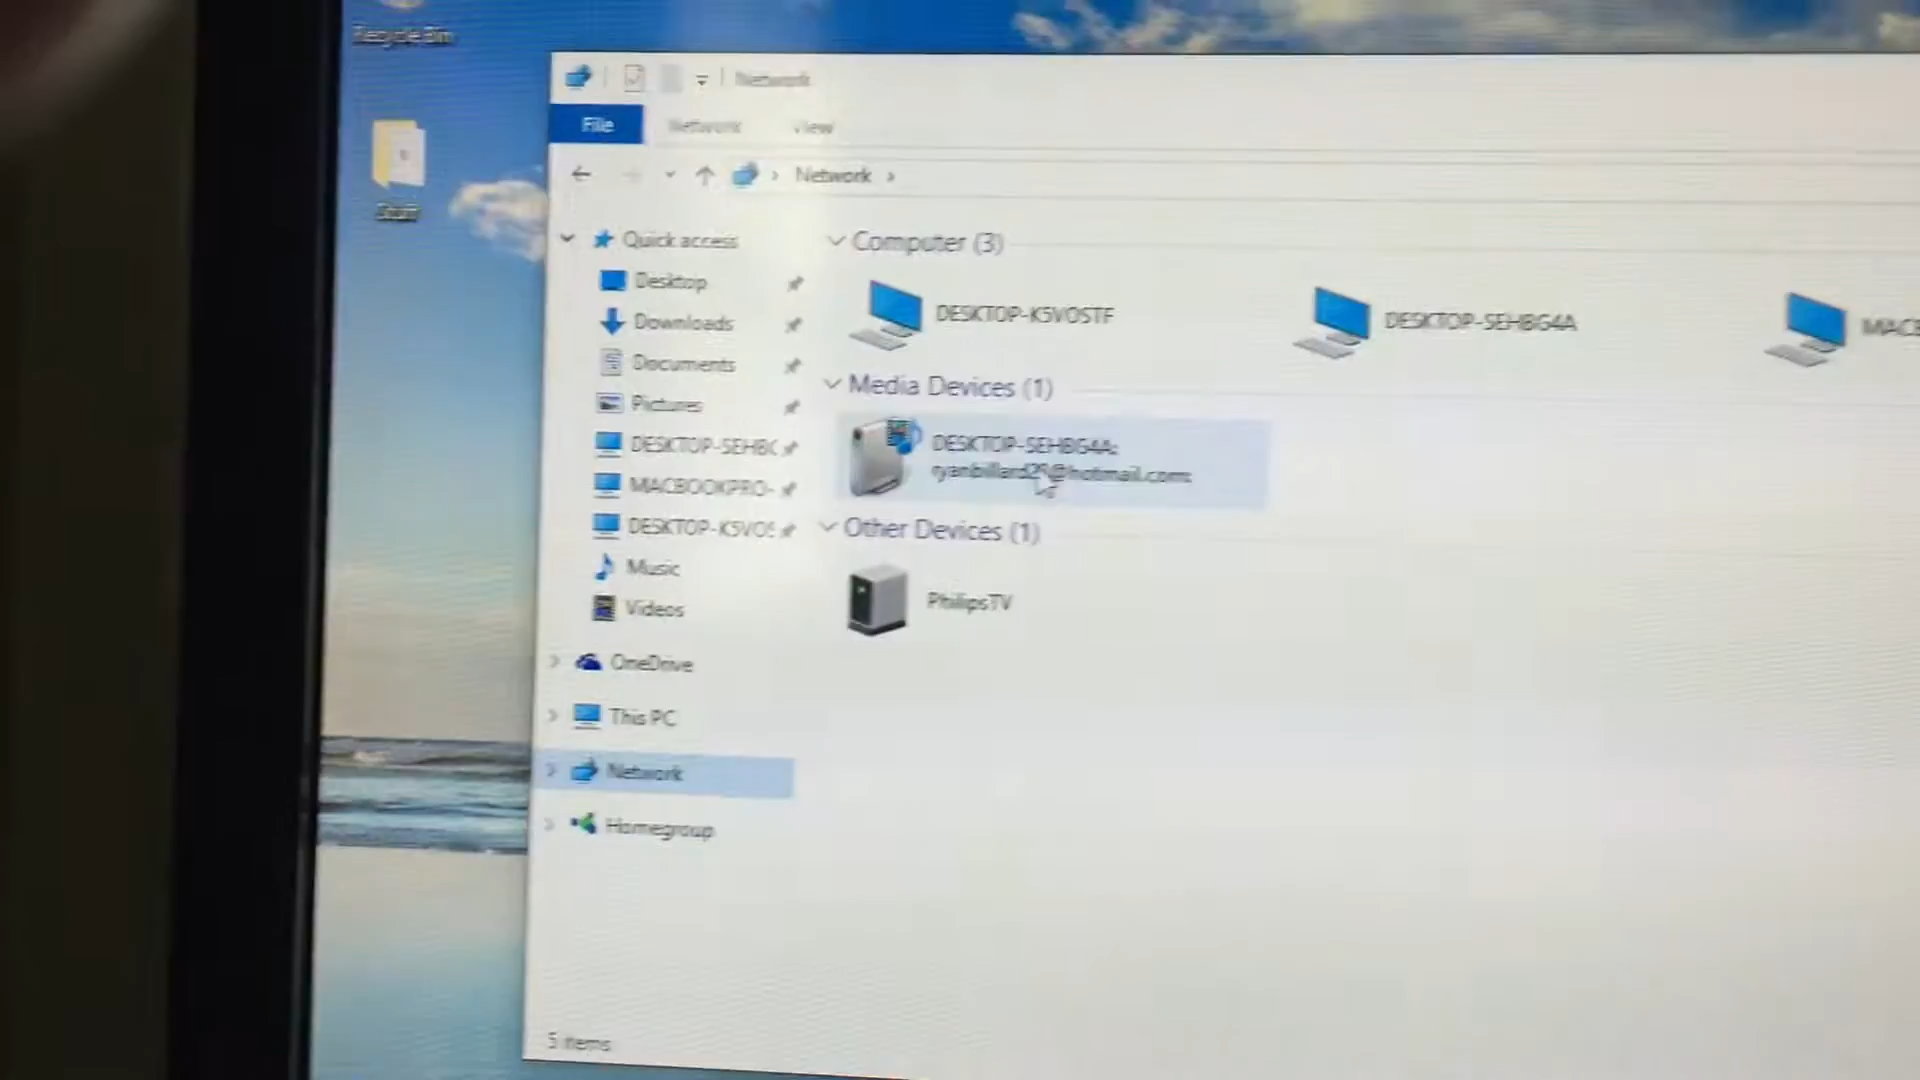 Recycle Bin
Network
File
Network
View
Network
Quick access
Computer (3)
Desktop
DESKTOP-K5VOSTF
DESKTOP-SEHBG4A
Downloads
Documents
Media Devices (1)
Pictures
DESKTOP-SEHBG4A:
DESKTOP-SEHBG
ryanbillard29@hotmail.com:
MACBOOKPRO-
DESKTOP-K5VOS
Other Devices (1)
Music
PhilipsTV
Videos
OneDrive
This PC
Network
Homegroup
5 items